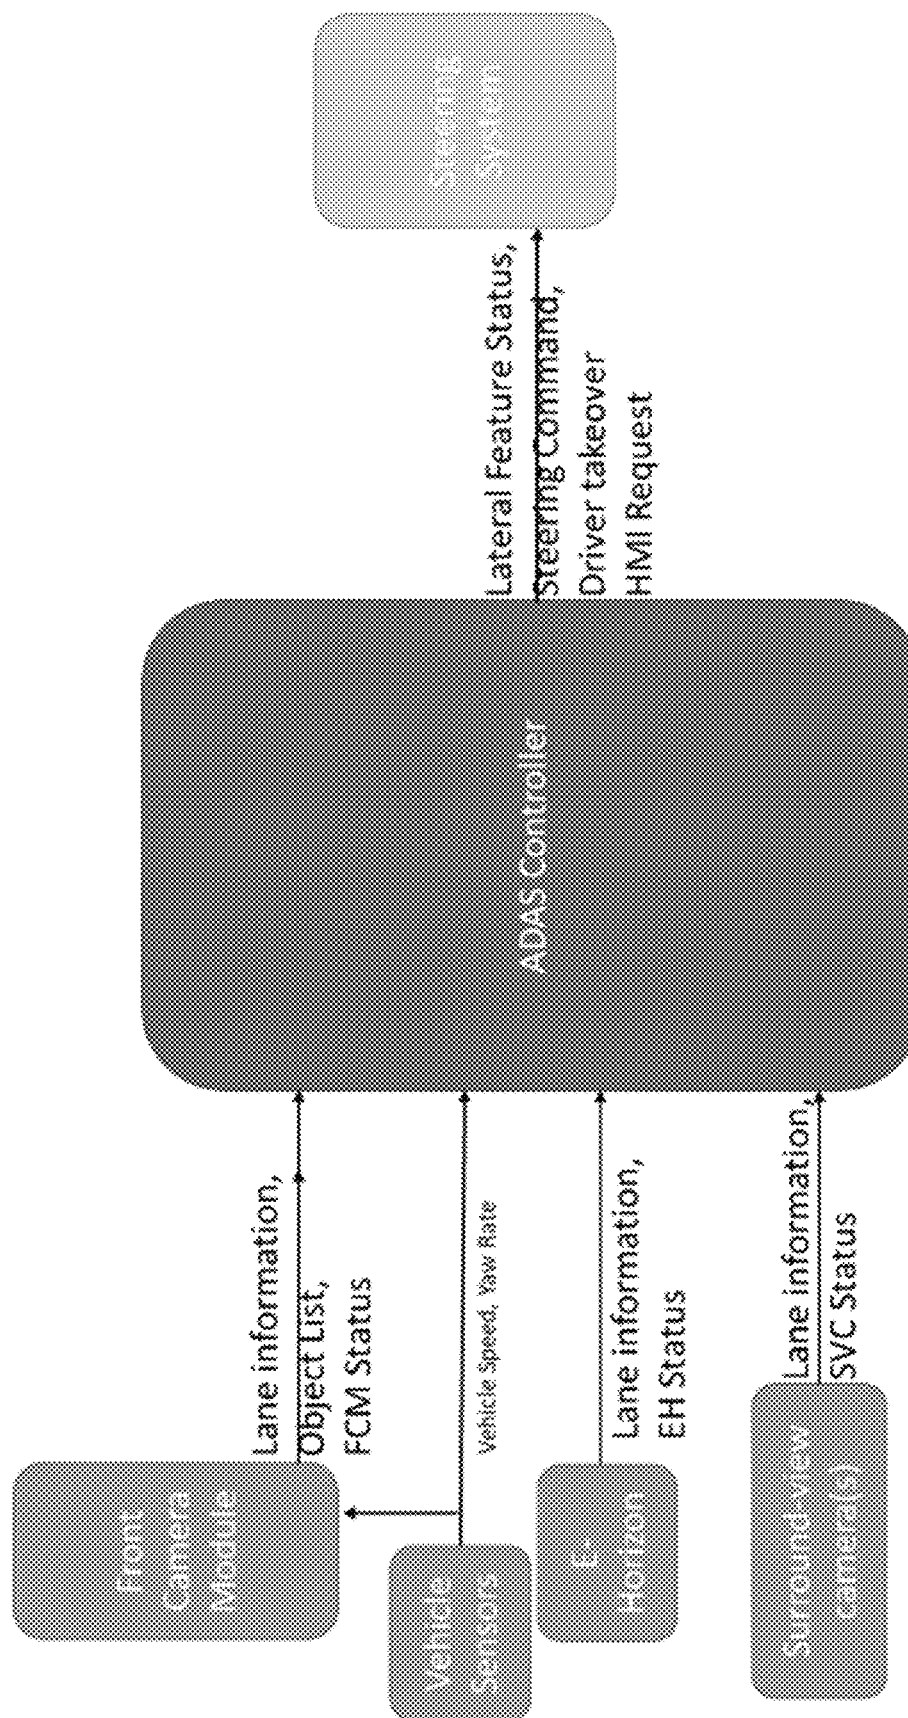 Front
Camera
Module
Lane information,
Object List,
FCM Status
Vehicle
Sensors
Vehicle Speed, Yaw Rate
E-
Horizon
Lane information,
EH Status
Surround-view
Camera(s)
Lane information,
SVC Status
ADAS Controller
Lateral Feature Status,
Steering Command,
Driver takeover
HMI Request
Steering
System